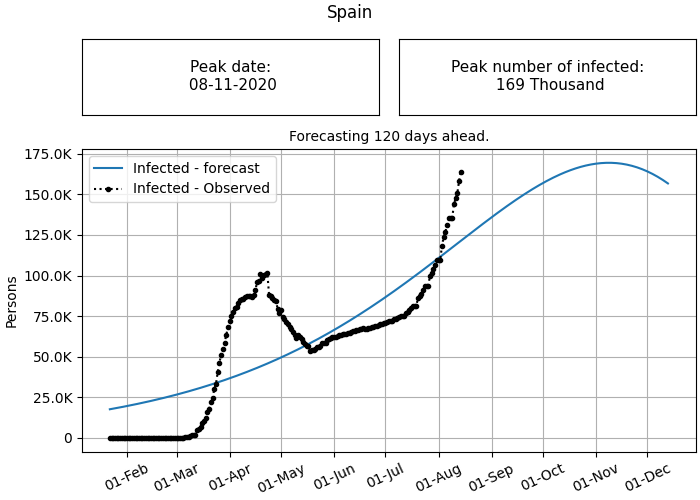 Spain
Peak date:
08-11-2020
Peak number of infected:
169 Thousand
Forecasting 120 days ahead.
175.0K
150.0K
125.0K
100.0K
75.0K
50.0K
25.0K
0
Persons
Infected - forecast
Infected - Observed
01-Feb
01-Mar
01-Apr
01-May
01-Jun
01-Jul
01-Aug
01-Sep
01-Oct
01-Nov
01-Dec